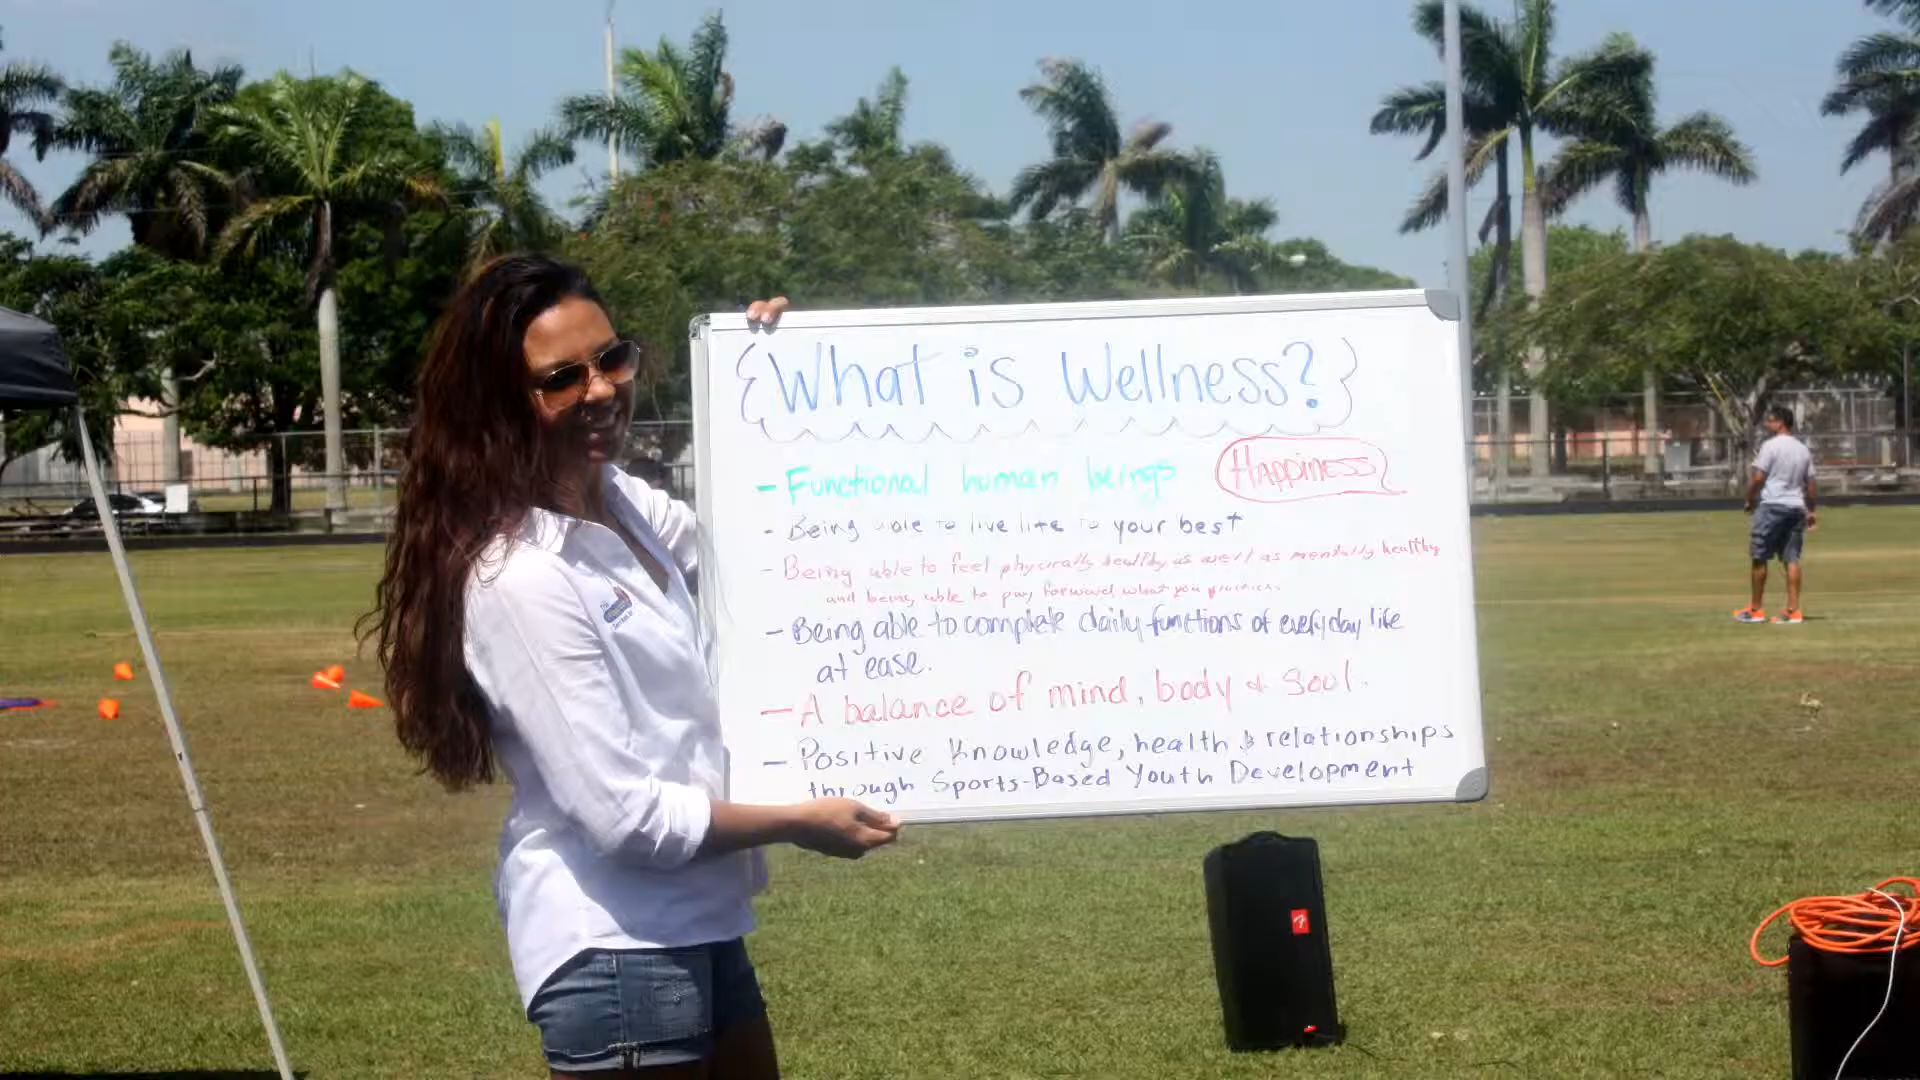 What is Wellness?
- Functional human beings
Happiness
- Being able to live life to your best
- Being able to feel physically healthy as well as mentally healthy
and being able to pay forward what you
- Being able to complete daily functions of everyday life
at ease.
- A balance of mind, body & Soul.
- Positive Knowledge, health & relationships
through Sports-Based Youth Development